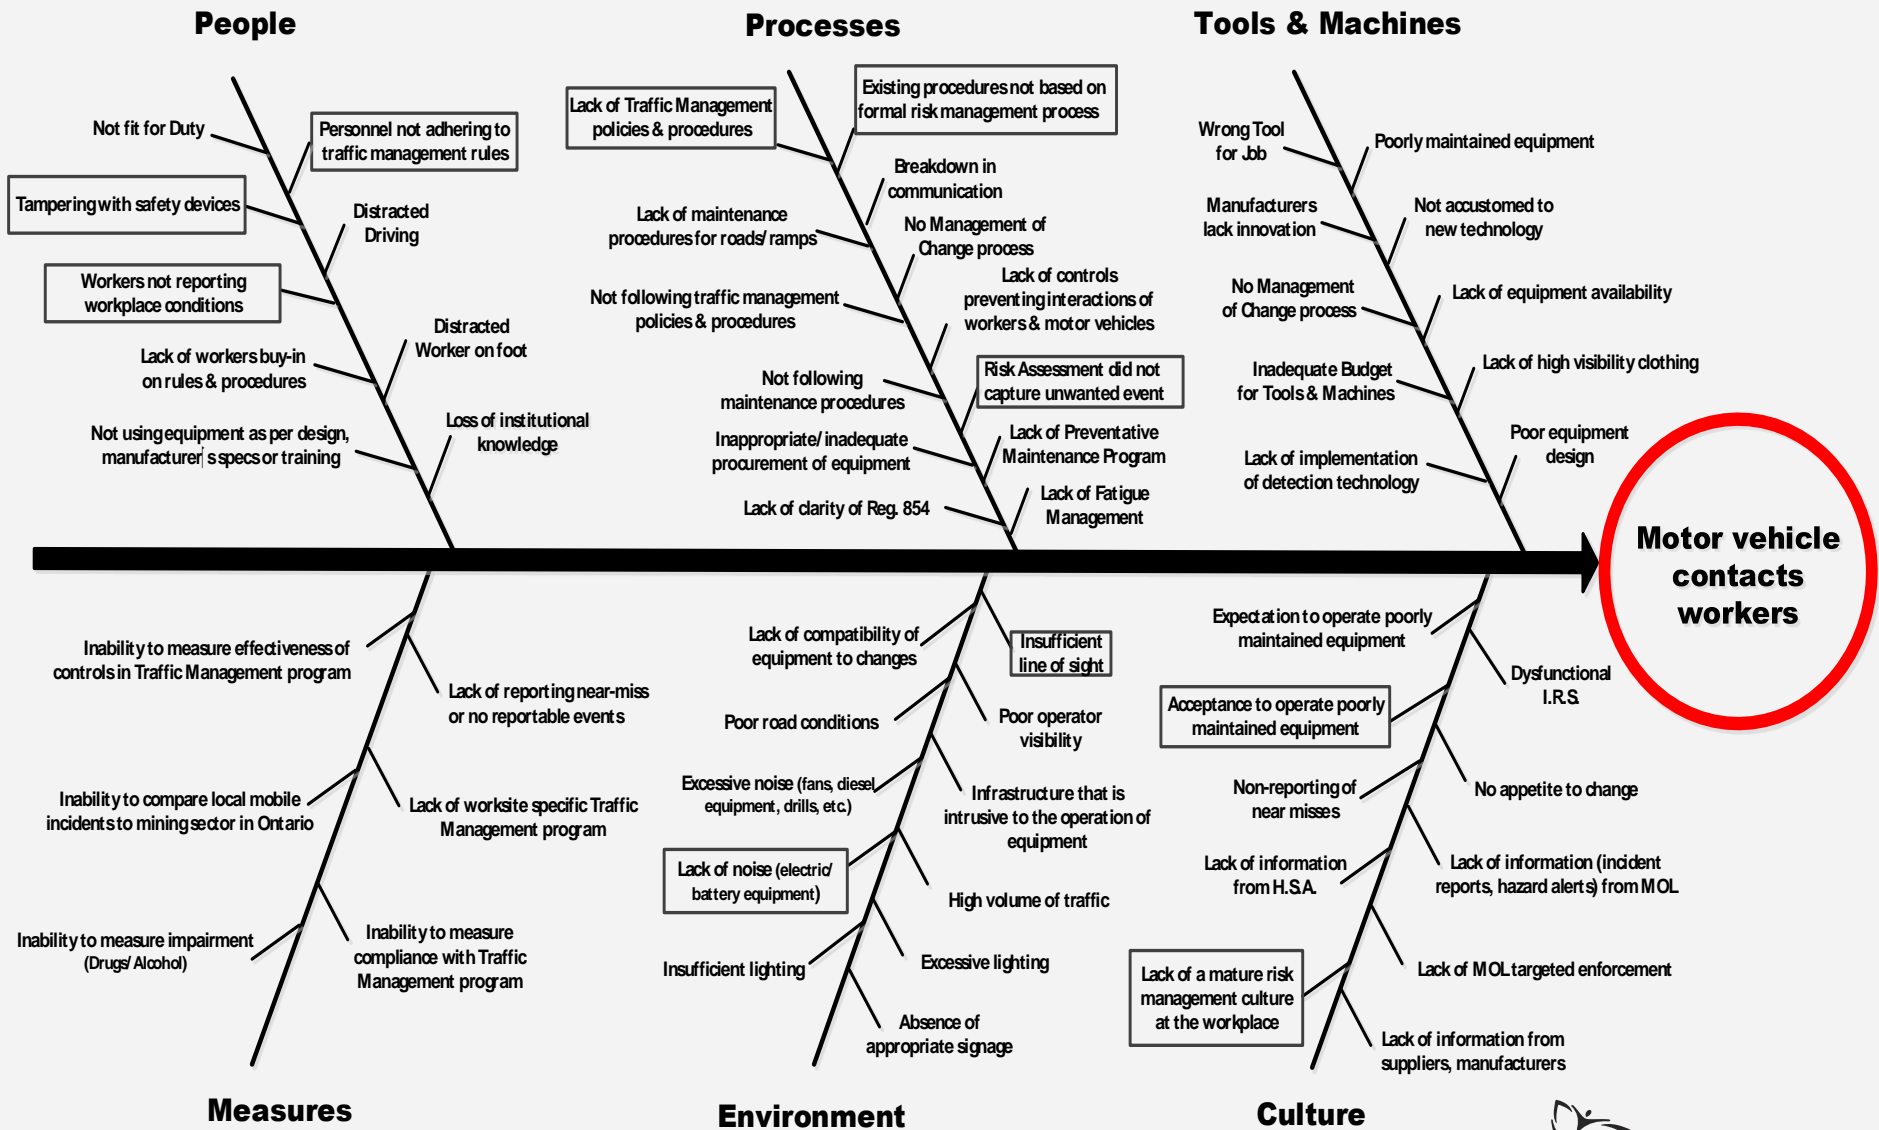 People
Processes
Tools & Machines
Not fit for Duty
Personnel not adhering to
traffic management rules
Tampering with safety devices
Distracted
Driving
Workers not reporting
workplace conditions
Distracted
Worker on foot
Lack of workers buy-in
on rules & procedures
Loss of institutional
knowledge
Not using equipment as per design,
manufacturer's specs or training
Lack of Traffic Management
policies & procedures
Existing procedures not based on
formal risk management process
Breakdown in
communication
Lack of maintenance
procedures for roads/ ramps
No Management of
Change process
Lack of controls
preventing interactions of
workers & motor vehicles
Not following traffic management
policies & procedures
Risk Assessment did not
capture unwanted event
Not following
maintenance procedures
Lack of Preventative
Maintenance Program
Inappropriate/ inadequate
procurement of equipment
Lack of Fatigue
Management
Lack of clarity of Reg. 854
Wrong Tool
for Job
Poorly maintained equipment
Manufacturers
lack innovation
Not accustomed to
new technology
No Management
of Change process
Lack of equipment availability
Inadequate Budget
for Tools & Machines
Lack of high visibility clothing
Lack of implementation
of detection technology
Poor equipment
design
Motor vehicle
contacts
workers
Inability to measure effectiveness of
controls in Traffic Management program
Lack of reporting near-miss
or no reportable events
Inability to compare local mobile
incidents to mining sector in Ontario
Lack of worksite specific Traffic
Management program
Inability to measure impairment
(Drugs/ Alcohol)
Inability to measure
compliance with Traffic
Management program
Lack of compatibility of
equipment to changes
Insufficient
line of sight
Poor road conditions
Poor operator
visibility
Excessive noise (fans, diesel
equipment, drills, etc.)
Infrastructure that is
intrusive to the operation of
equipment
Lack of noise (electric/
battery equipment)
High volume of traffic
Insufficient lighting
Excessive lighting
Absence of
appropriate signage
Expectation to operate poorly
maintained equipment
Dysfunctional
I.R.S.
Acceptance to operate poorly
maintained equipment
No appetite to change
Non-reporting of
near misses
Lack of information
from H.S.A.
Lack of information (incident
reports, hazard alerts) from MOL
Lack of a mature risk
management culture
at the workplace
Lack of MOL targeted enforcement
Lack of information from
suppliers, manufacturers
Measures
Environment
Culture